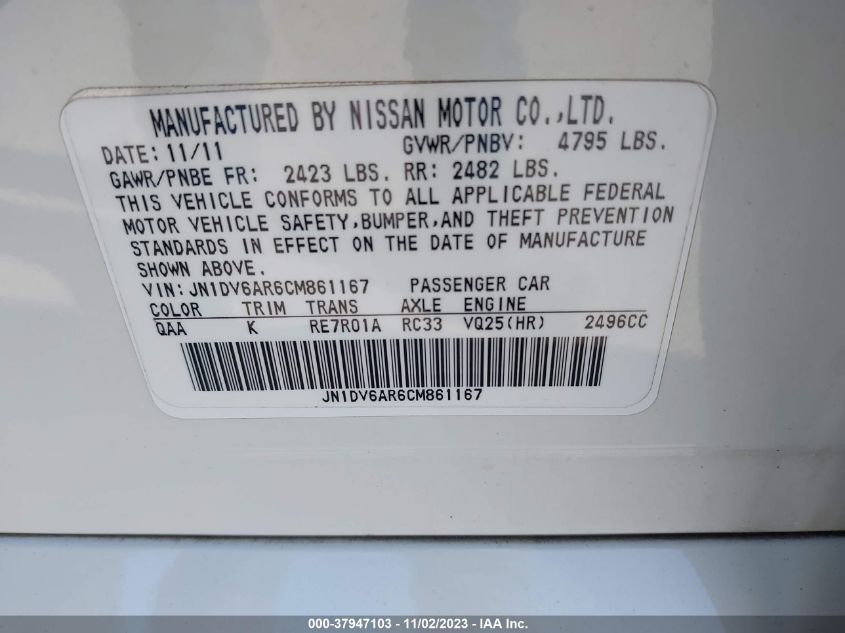 MANUFACTURED BY NISSAN MOTOR CO.,LTD.
DATE: 11/11 GVWR/PNBV: 4795 LBS.
GAWR/PNBE FR: 2423 LBS. RR: 2482 LBS.
THIS VEHICLE CONFORMS TO ALL APPLICABLE FEDERAL
MOTOR VEHICLE SAFETY,BUMPER,AND THEFT PREVENTION
STANDARDS IN EFFECT ON THE DATE OF MANUFACTURE
SHOWN ABOVE.
VIN: JN1DV6AR6CM861167 PASSENGER CAR
COLOR TRIM TRANS AXLE ENGINE
QAA K RE7R01A RC33 VQ25(HR) 2496CC
JN1DV6AR6CM861167
000-37947103 - 11/02/2023 - IAA Inc.